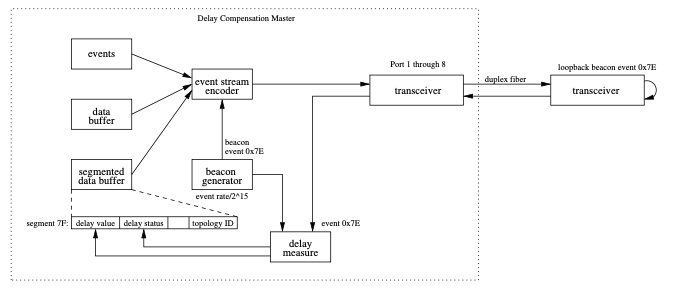 Delay Compensation Master
events
event stream
encoder
Port 1 through 8
transceiver
duplex fiber
loopback beacon event 0x7E
transceiver
data
buffer
beacon
event 0x7E
segmented
data buffer
beacon
generator
event rate/2^15
segment 7F:
delay value
delay status
topology ID
event 0x7E
delay
measure